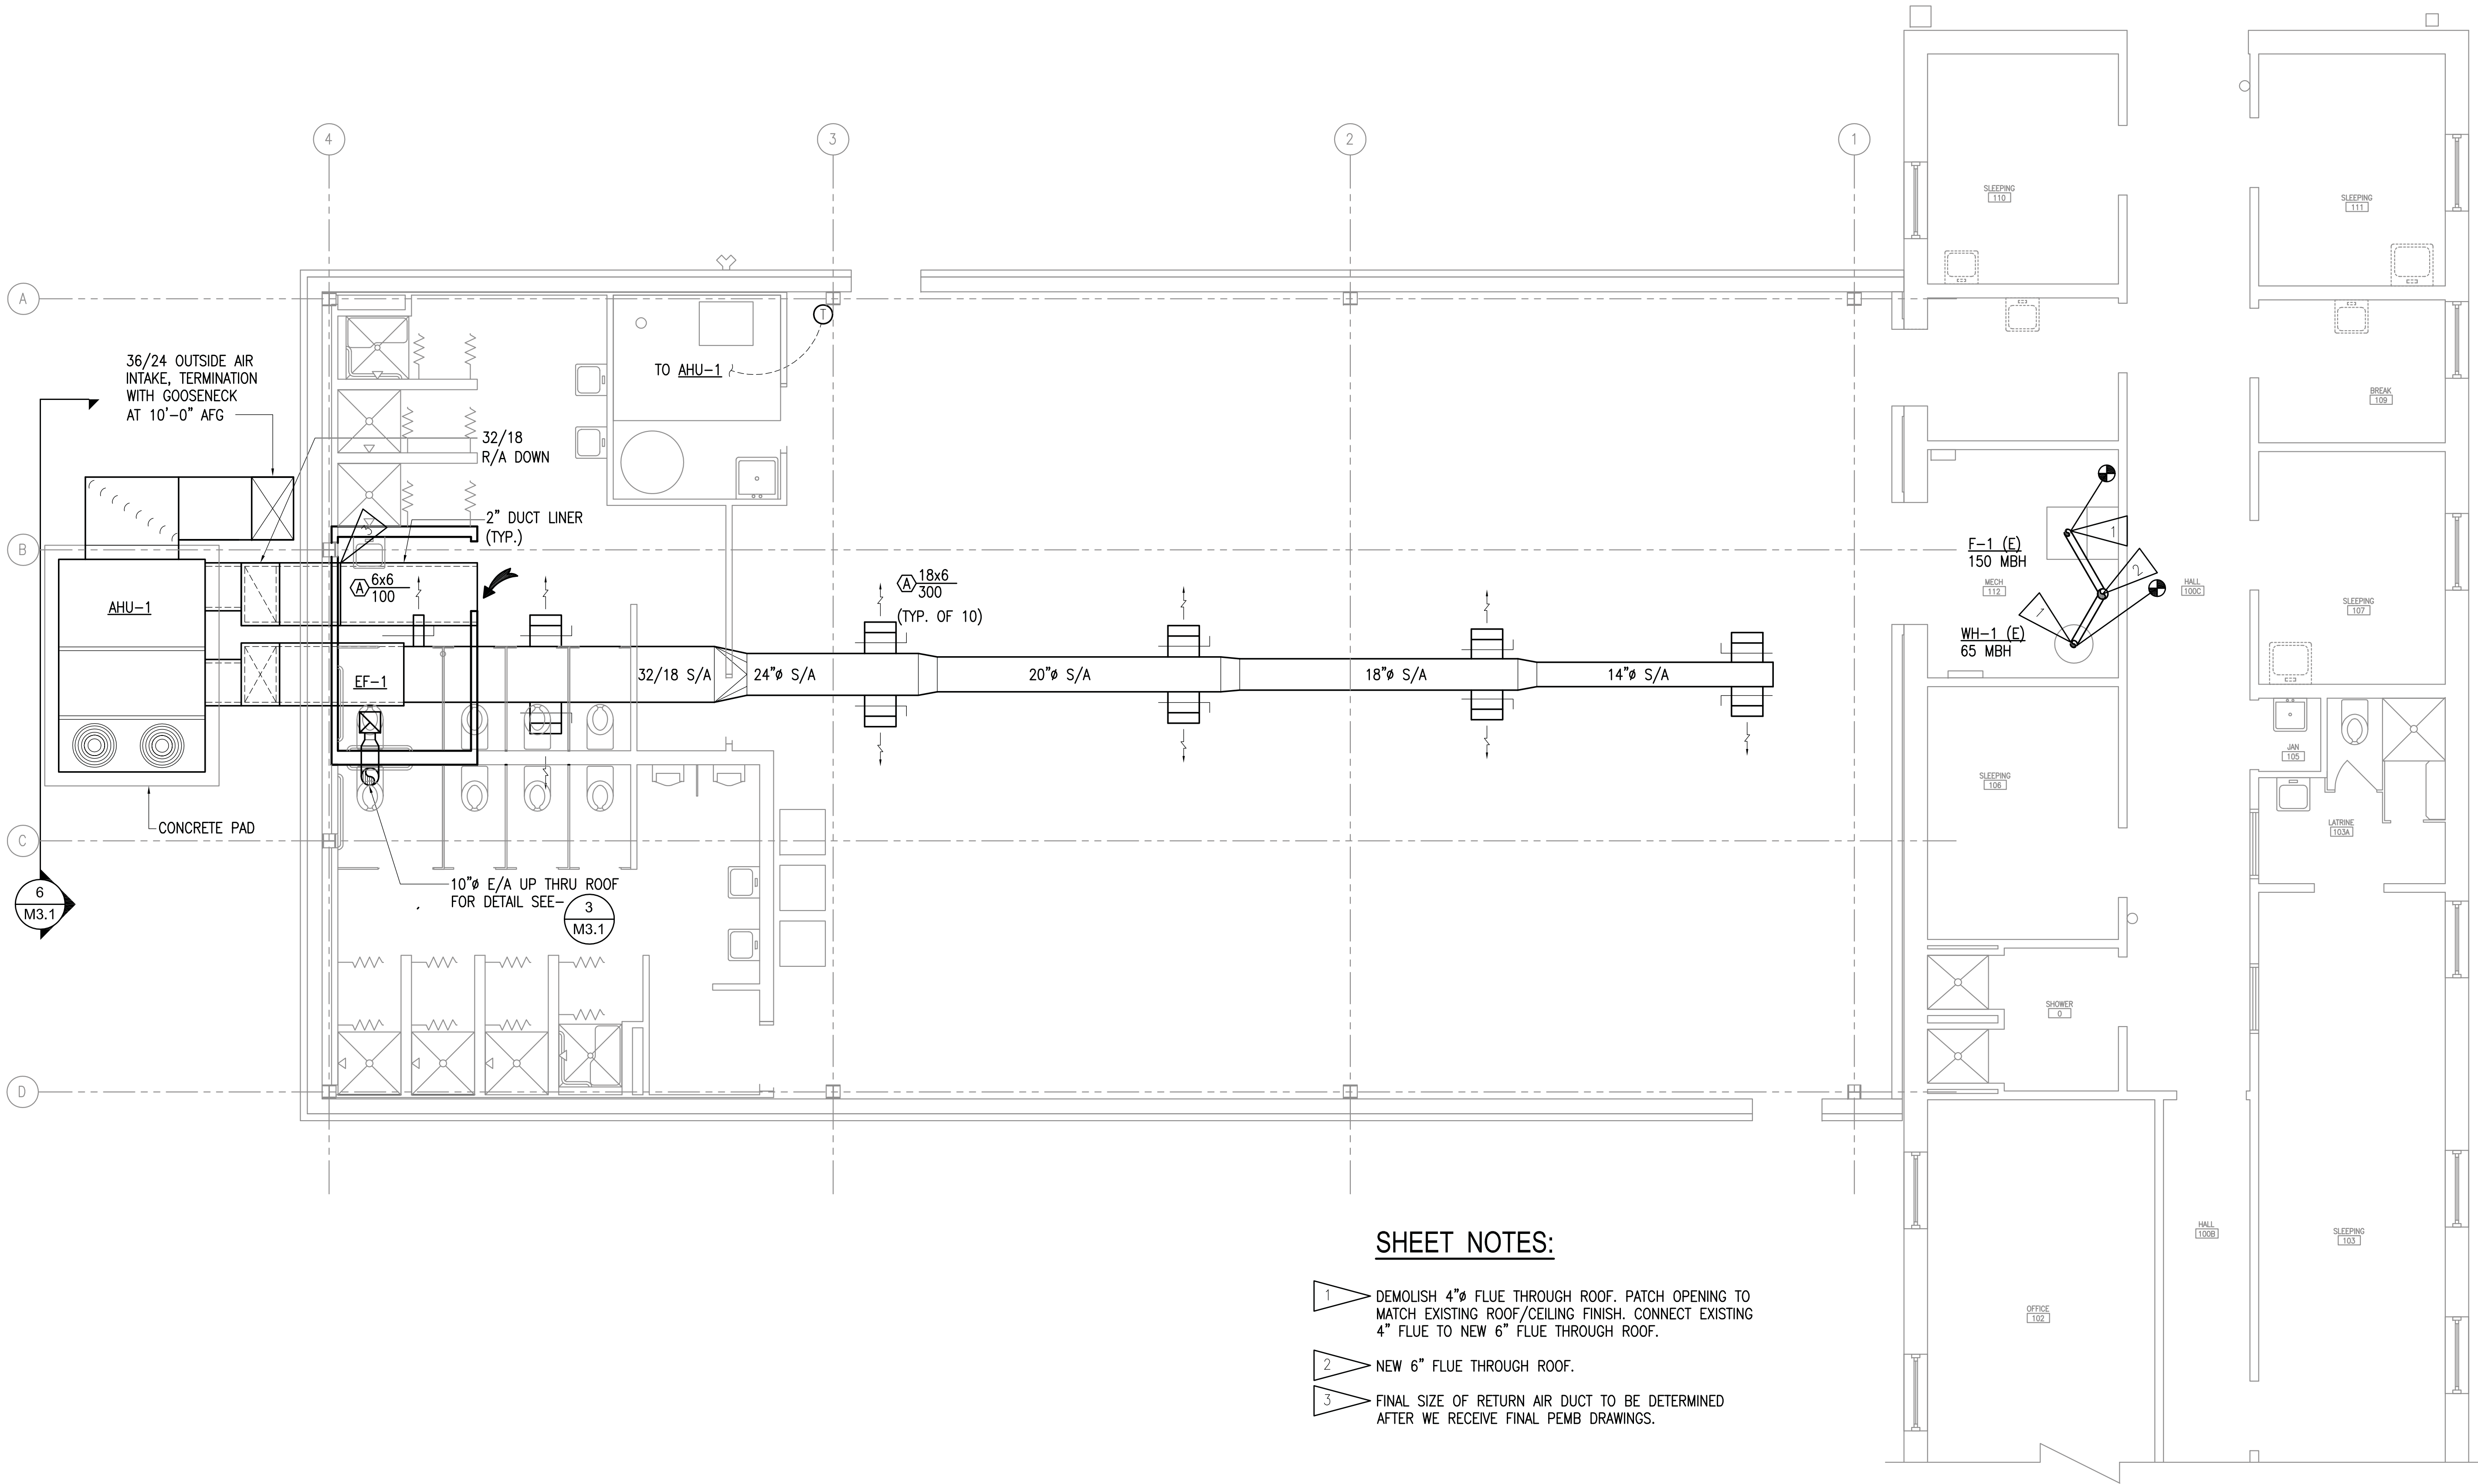 4
3
2
1
A
B
C
D
36/24 OUTSIDE AIR
INTAKE, TERMINATION
WITH GOOSENECK
AT 10'-0" AFG
T
TO AHU-1
32/18
R/A DOWN
2" DUCT LINER
(TYP.)
3
A 6x6
100
A 18x6
300
(TYP. OF 10)
AHU-1
EF-1
32/18 S/A
24"ø S/A
20"ø S/A
18"ø S/A
14"ø S/A
CONCRETE PAD
10"ø E/A UP THRU ROOF
FOR DETAIL SEE-
3
M3.1
6
M3.1
SLEEPING
110
SLEEPING
111
BREAK
109
F-1 (E)
150 MBH
1
2
1
MECH
112
HALL
100C
WH-1 (E)
65 MBH
SLEEPING
107
SLEEPING
106
JAN
105
LATRINE
103A
SHOWER
0
HALL
100B
SLEEPING
103
OFFICE
102
SHEET NOTES:
1 DEMOLISH 4"ø FLUE THROUGH ROOF. PATCH OPENING TO
MATCH EXISTING ROOF/CEILING FINISH. CONNECT EXISTING
4" FLUE TO NEW 6" FLUE THROUGH ROOF.
2 NEW 6" FLUE THROUGH ROOF.
3 FINAL SIZE OF RETURN AIR DUCT TO BE DETERMINED
AFTER WE RECEIVE FINAL PEMB DRAWINGS.